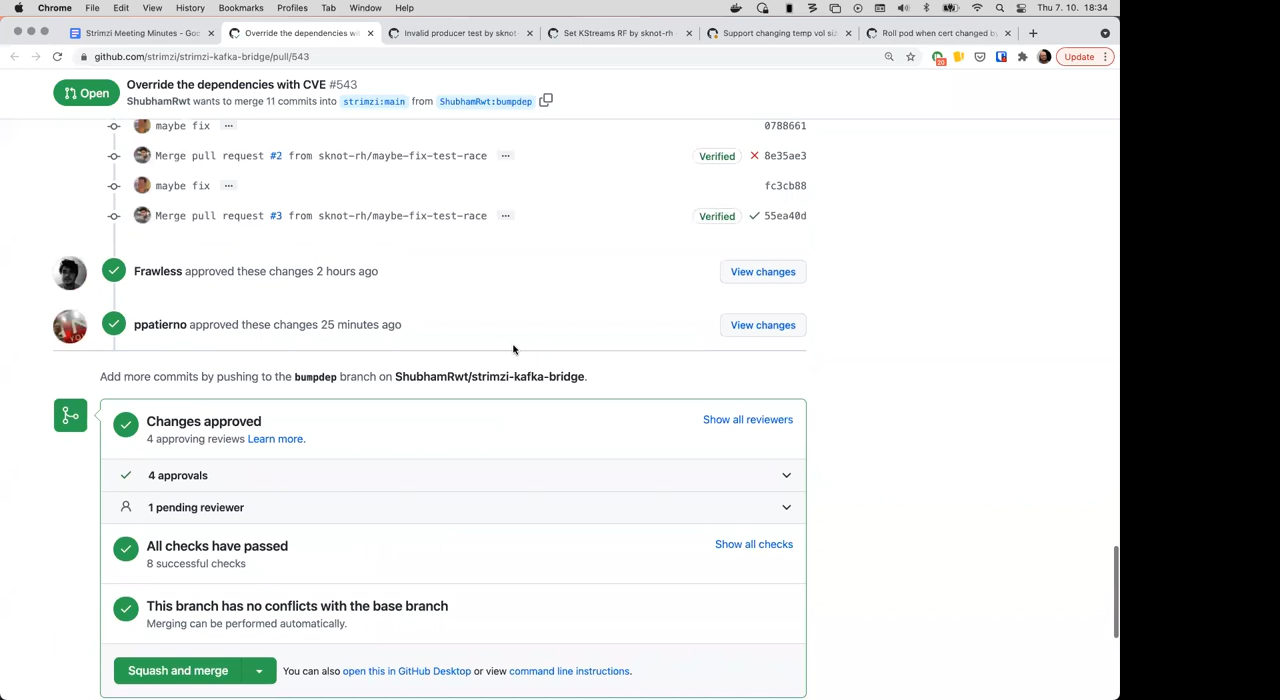 Chrome File Edit View History Bookmarks Profiles Tab Window Help Thu 7. 10. 18:34
Strimzi Meeting Minutes - Goo Override the dependencies wi Invalid producer test by sknot Set KStreams RF by sknot-rh Support changing temp vol siz Roll pod when cert changed b
github.com/strimzi/strimzi-kafka-bridge/pull/543 20 Update
Open
Override the dependencies with CVE #543
ShubhamRwt wants to merge 11 commits into strimzi:main from ShubhamRwt:bumpdep
maybe fix ... 0788661
Merge pull request #2 from sknot-rh/maybe-fix-test-race ... Verified 8e35ae3
maybe fix ... fc3cb88
Merge pull request #3 from sknot-rh/maybe-fix-test-race ... Verified 55ea40d
Frawless approved these changes 2 hours ago View changes
ppatierno approved these changes 25 minutes ago View changes
Add more commits by pushing to the bumpdep branch on ShubhamRwt/strimzi-kafka-bridge.
Changes approved Show all reviewers
4 approving reviews Learn more.
4 approvals
1 pending reviewer
All checks have passed Show all checks
8 successful checks
This branch has no conflicts with the base branch
Merging can be performed automatically.
Squash and merge You can also open this in GitHub Desktop or view command line instructions.